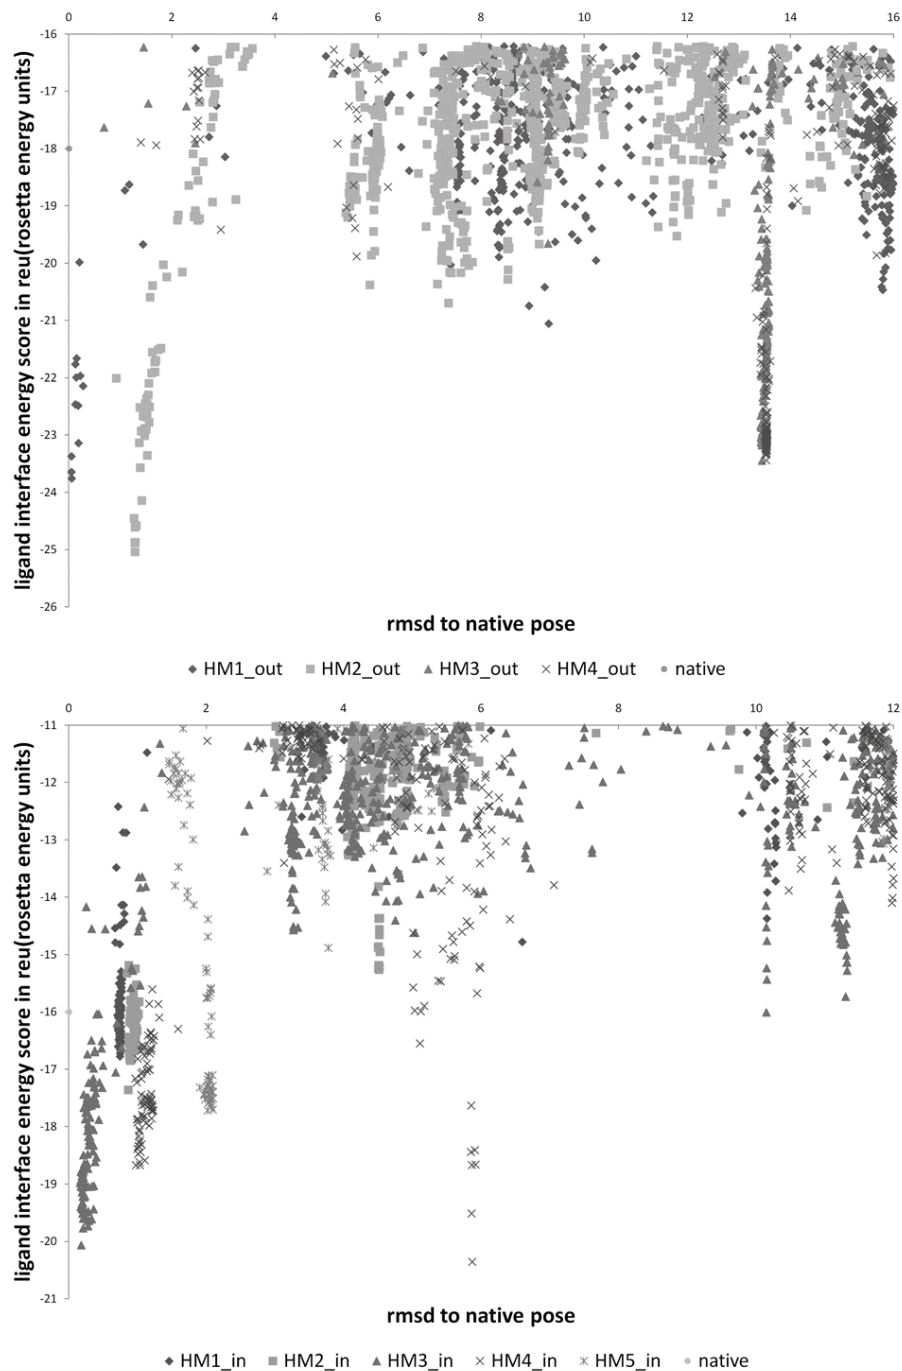 0 2 4 6 8 10 12 14 16
-16
-17
-18
-19
-20
-21
-22
-23
-24
-25
-26
ligand interface energy score in reu(rosetta energy units)
rmsd to native pose
HM1_out HM2_out HM3_out HM4_out native
0 2 4 6 8 10 12
-11
-12
-13
-14
-15
-16
-17
-18
-19
-20
-21
ligand interface energy score in reu(rosetta energy units)
rmsd to native pose
HM1_in HM2_in HM3_in HM4_in HM5_in native